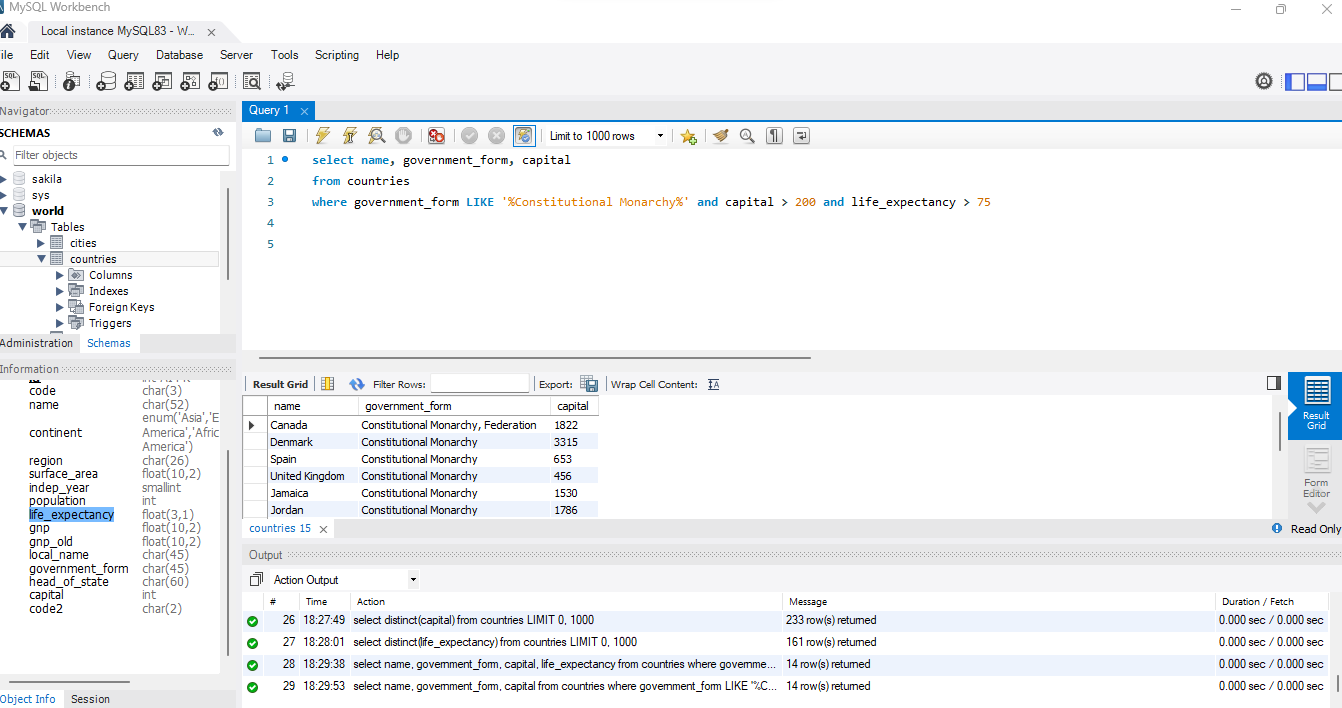 MySQL Workbench
Local instance MySQL83 - W...
ile Edit View Query Database Server Tools Scripting Help
Navigator
SCHEMAS
Filter objects
sakila
sys
world
Tables
cities
countries
Columns
Indexes
Foreign Keys
Triggers
Administration Schemas
Information
code char(3)
name char(52)
continent enum('Asia','E
America','Afric
America')
region char(26)
surface_area float(10,2)
indep_year smallint
population int
life_expectancy float(3,1)
gnp float(10,2)
gnp_old float(10,2)
local_name char(45)
government_form char(45)
head_of_state char(60)
capital int
code2 char(2)
Object Info Session
Query 1
Limit to 1000 rows
1 select name, government_form, capital
2 from countries
3 where government_form LIKE '%Constitutional Monarchy%' and capital > 200 and life_expectancy > 75
4
5
Result Grid Filter Rows: Export: Wrap Cell Content:
name government_form capital
Canada Constitutional Monarchy, Federation 1822
Denmark Constitutional Monarchy 3315
Spain Constitutional Monarchy 653
United Kingdom Constitutional Monarchy 456
Jamaica Constitutional Monarchy 1530
Jordan Constitutional Monarchy 1786
Result
Grid
Form
Editor
countries 15
Read Only
Output
Action Output
# Time Action Message Duration / Fetch
26 18:27:49 select distinct(capital) from countries LIMIT 0, 1000 233 row(s) returned 0.000 sec / 0.000 sec
27 18:28:01 select distinct(life_expectancy) from countries LIMIT 0, 1000 161 row(s) returned 0.000 sec / 0.000 sec
28 18:29:38 select name, government_form, capital, life_expectancy from countries where governme... 14 row(s) returned 0.000 sec / 0.000 sec
29 18:29:53 select name, government_form, capital from countries where government_form LIKE '%C... 14 row(s) returned 0.000 sec / 0.000 sec